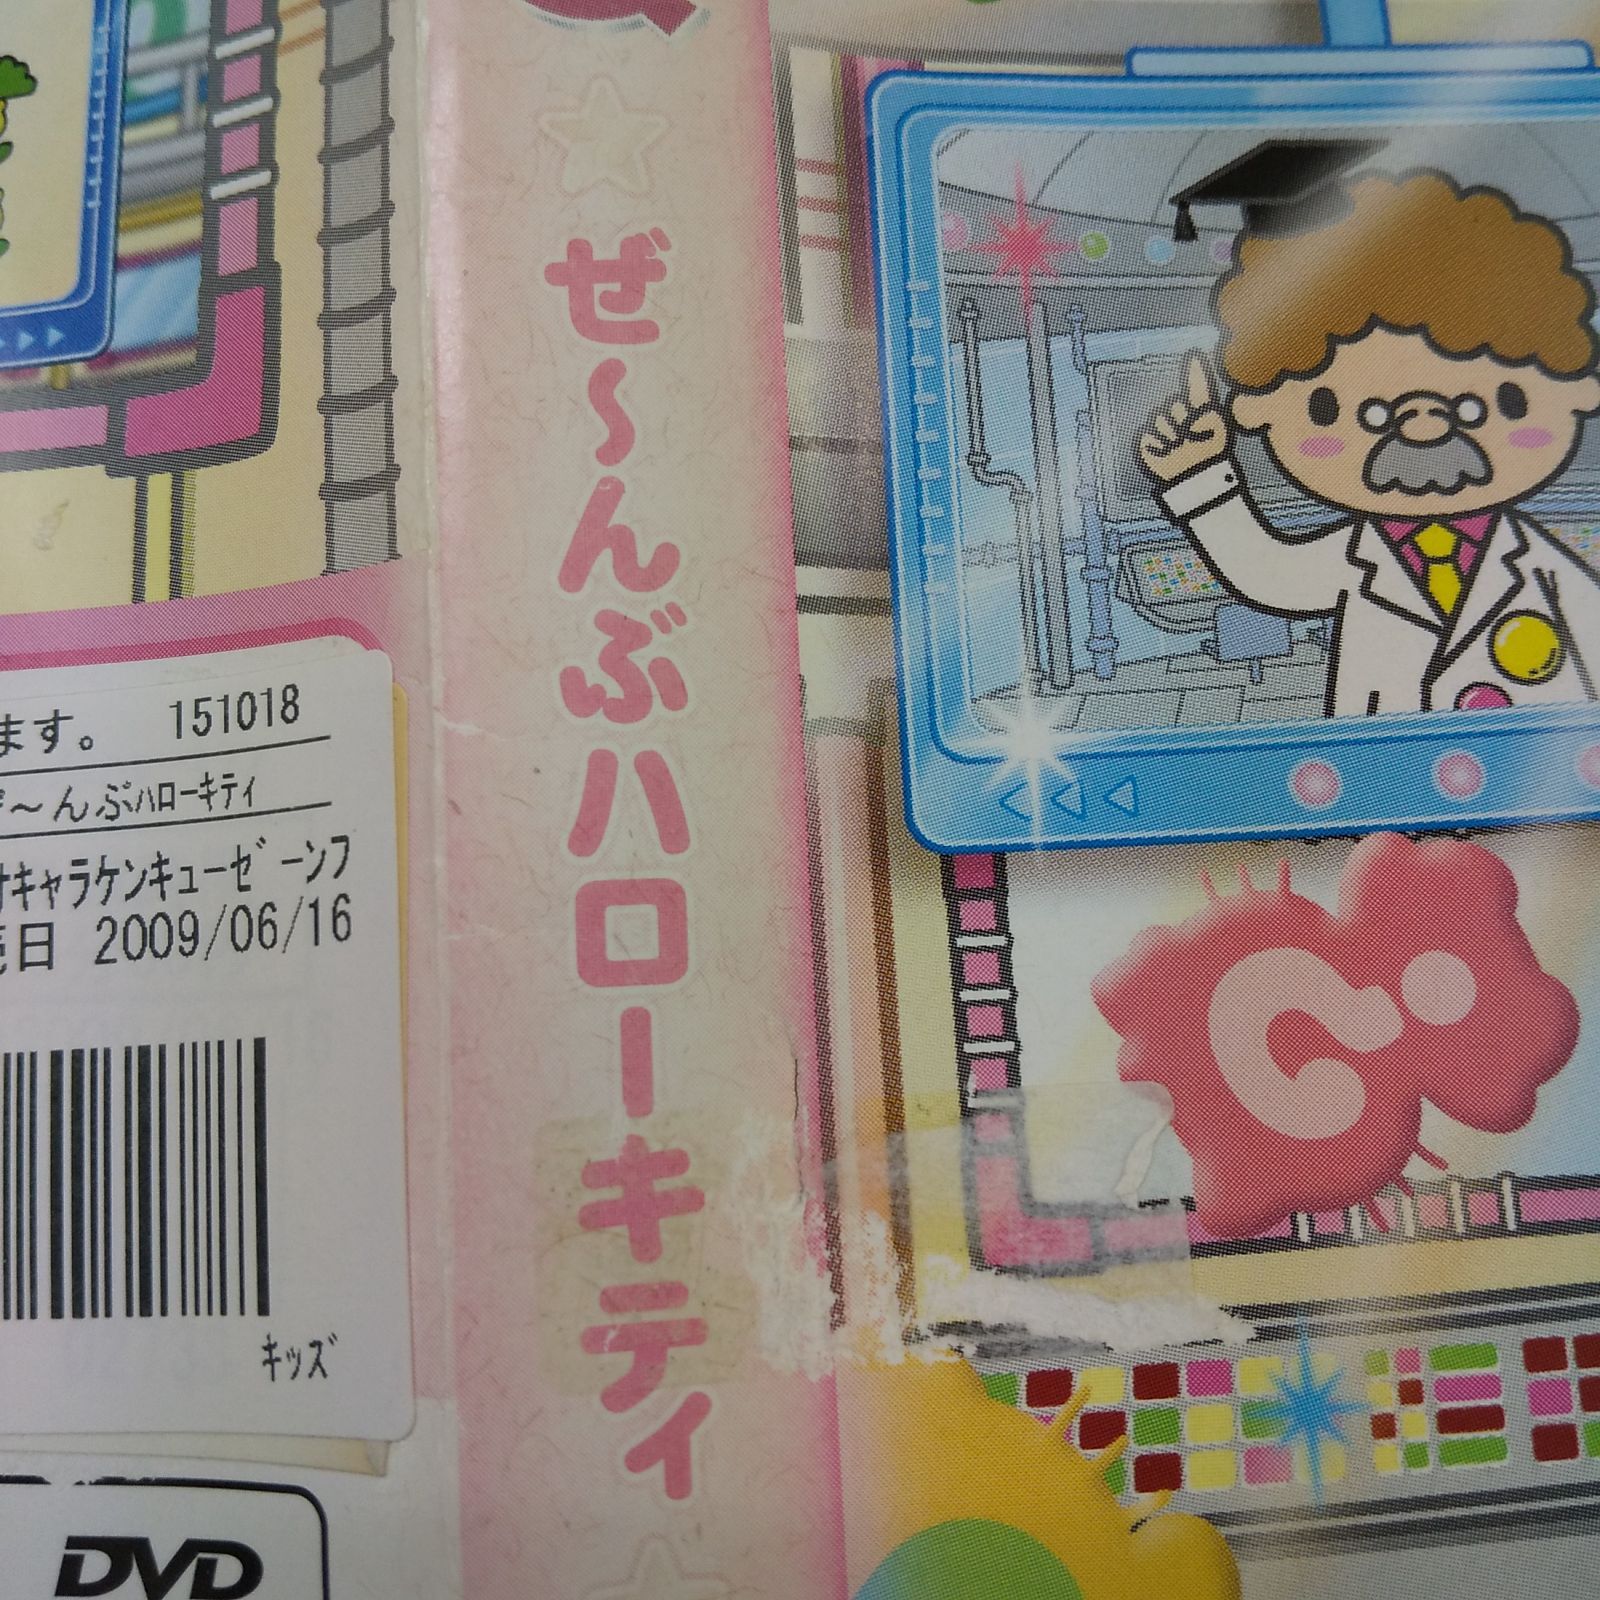 ます。 151018
～んぶﾊﾛｰｷﾃｨ
キャラケンキューゼーンフ
日 2009/06/16
キッズ
DVD
ぜ～んぶハローキティ